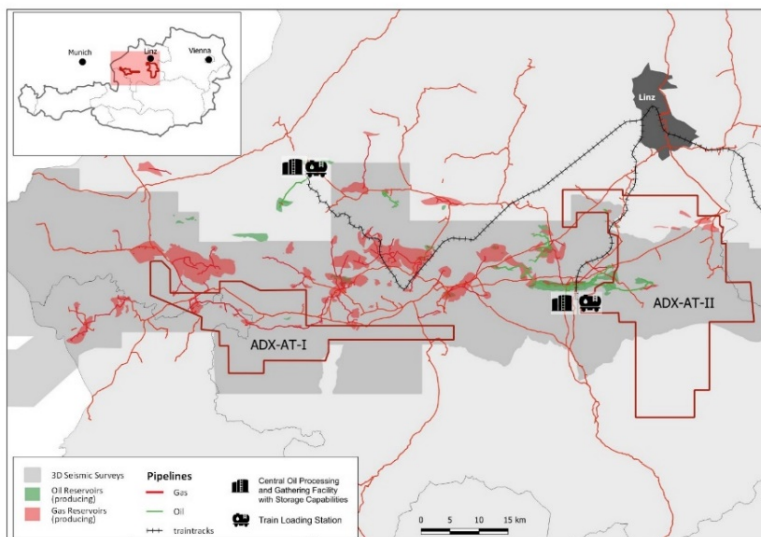 Munich
Linz
Vienna
Linz
ADX-AT-I
ADX-AT-II
3D Seismic Surveys
Oil Reservoirs
(producing)
Gas Reservoirs
(producing)
Pipelines
Gas
Oil
traintracks
Central Oil Processing
and Gathering Facility
with Storage Capabilities
Train Loading Station
0 5 10 15 km